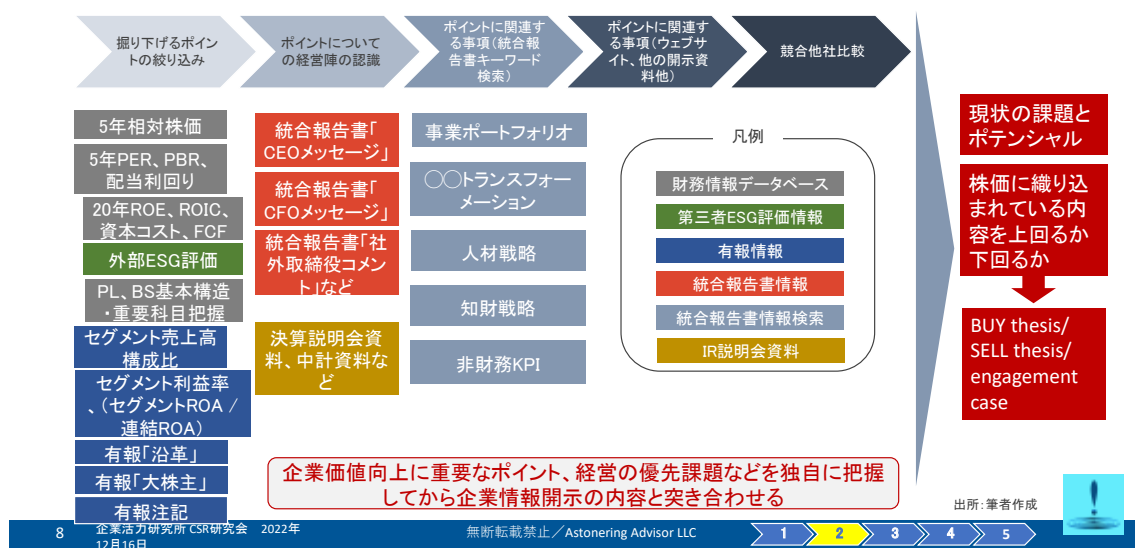 掘り下げるポイン
トの絞り込み
ポイントについて
の経営陣の認識
ポイントに関連す
る事項（統合報
告書キーワード
検索）
ポイントに関連す
る事項（ウェブサ
イト、他の開示資
料他）
競合他社比較
5年相対株価
5年PER、PBR、
配当利回り
20年ROE、ROIC、
資本コスト、FCF
外部ESG評価
PL、BS基本構造
・重要科目把握
セグメント売上高
構成比
セグメント利益率
、（セグメントROA /
連結ROA）
有報「沿革」
有報「大株主」
有報注記
統合報告書「
CEOメッセージ」
統合報告書「
CFOメッセージ」
統合報告書「社
外取締役コメン
ト」など
決算説明会資
料、中計資料な
ど
事業ポートフォリオ
〇〇トランスフォー
メーション
人材戦略
知財戦略
非財務KPI
凡例
財務情報データベース
第三者ESG評価情報
有報情報
統合報告書情報
統合報告書情報検索
IR説明会資料
現状の課題と
ポテンシャル
株価に織り込
まれている内
容を上回るか
下回るか
BUY thesis/
SELL thesis/
engagement
case
企業価値向上に重要なポイント、経営の優先課題などを独自に把握
してから企業情報開示の内容と突き合わせる
出所：筆者作成
8
企業活力研究所 CSR研究会 2022年
12月16日
無断転載禁止／Astonering Advisor LLC
1 2 3 4 5